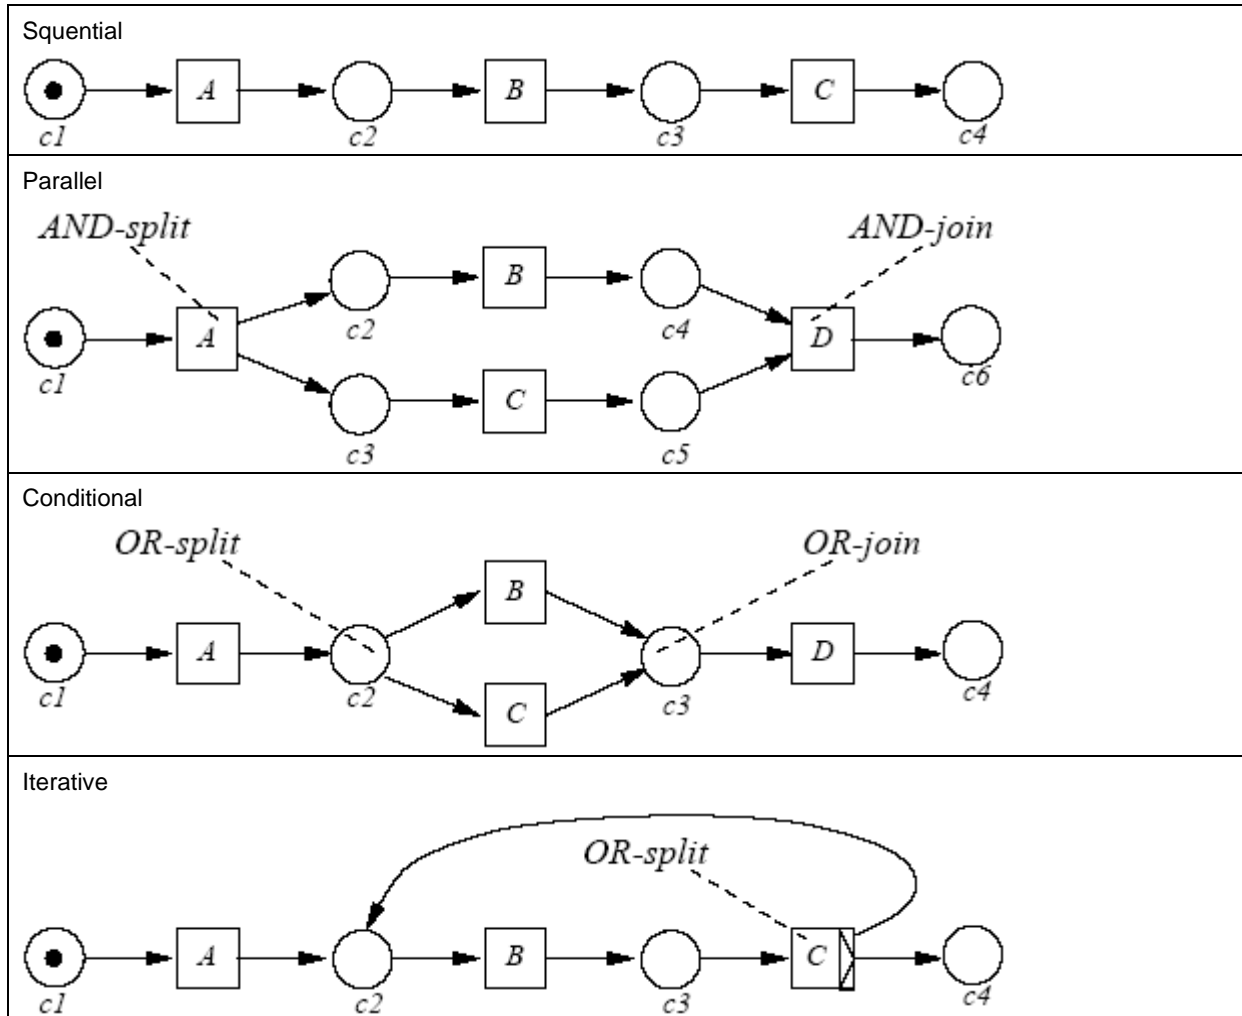 Squential
A B C
c1 c2 c3 c4
Parallel
AND-split AND-join
B
c2 c4
A D
c1 c6
C
c3 c5
Conditional
OR-split OR-join
B
A D
c1 c2 c3 c4
C
Iterative
OR-split
A B C
c1 c2 c3 c4